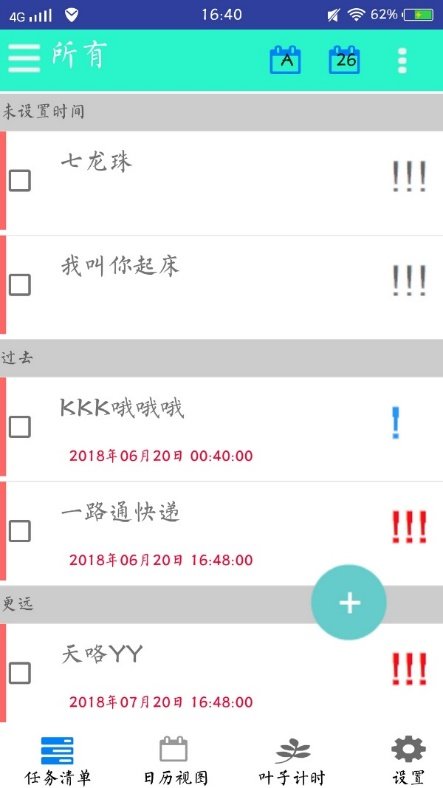 4G 16:40 62%
所有 A 26
未设置时间
七龙珠 !!!
我叫你起床 !!!
过去
KKK哦哦哦 !
2018年06月20日 00:40:00
一路通快递 !!!
2018年06月20日 16:48:00
更远
+
天咯YY !!!
2018年07月20日 16:48:00
任务清单 日历视图 叶子计时 设置